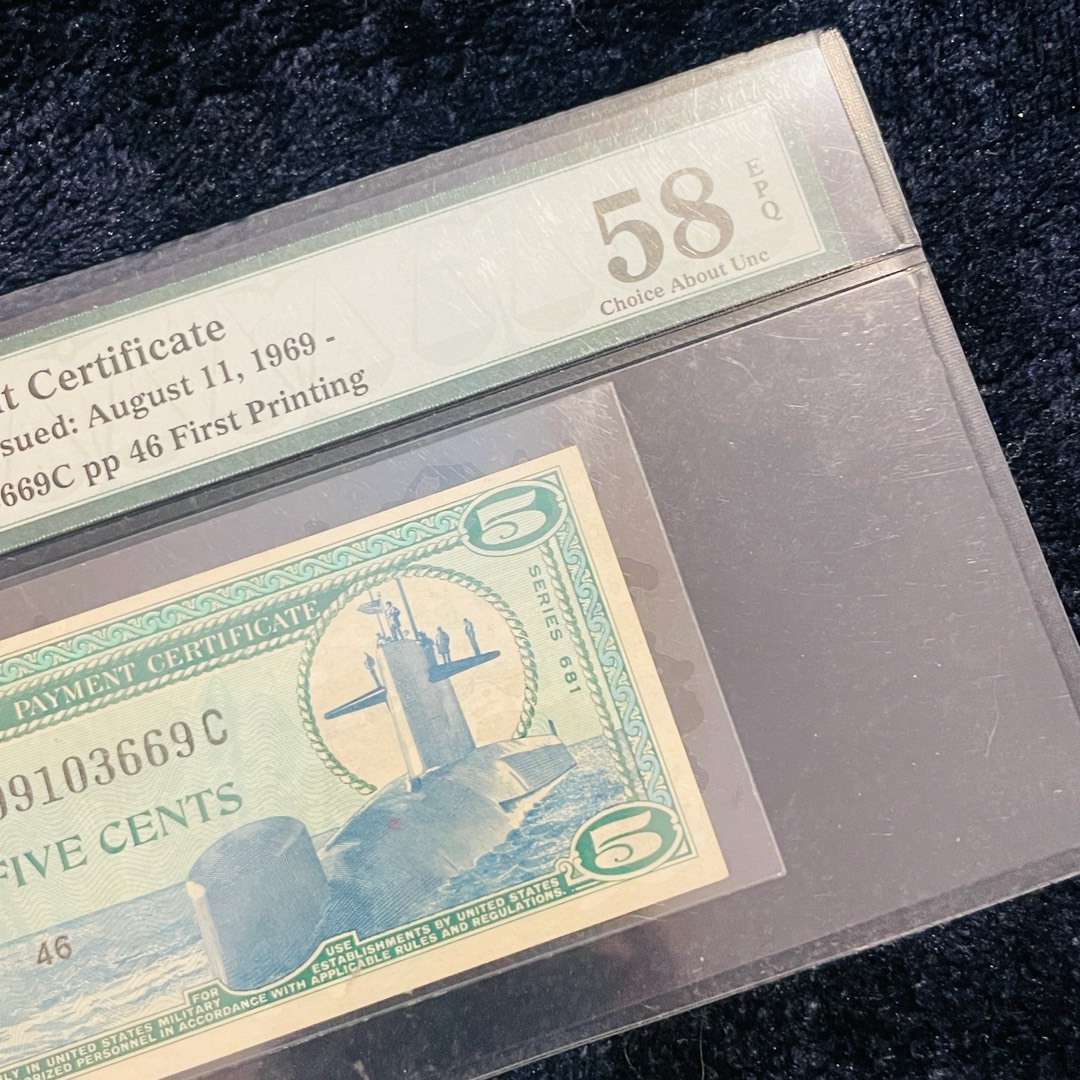 58
EPQ
Choice About Unc
Certificate
August 11, 1969 -
669C pp 46 First Printing
5
SERIES 681
PAYMENT CERTIFICATE
9103669C
FIVE CENTS
5
46
FOR USE ESTABLISHMENTS BY UNITED STATES
IN UNITED STATES MILITARY
PERSONNEL IN ACCORDANCE WITH APPLICABLE RULES AND REGULATIONS.